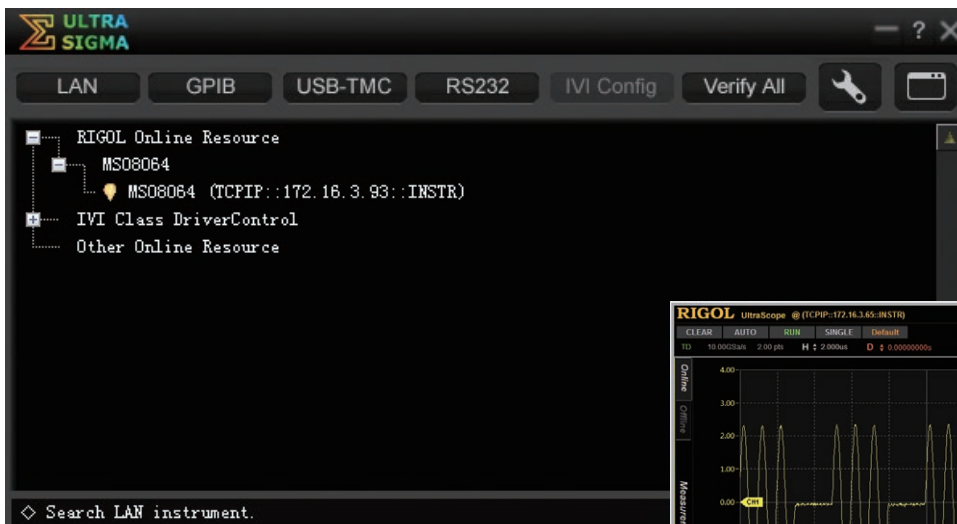 ULTRA
SIGMA
LAN GPIB USB-TMC RS232 IVI Config Verify All
RIGOL Online Resource
MSO8064
MSO8064 (TCPIP::172.16.3.93::INSTR)
IVI Class DriverControl
Other Online Resource
◇ Search LAN instrument.
RIGOL UltraScope @ (TCPIP::172.16.3.65::INSTR)
CLEAR AUTO RUN SINGLE Default
TD 10.00GSa/s 2.00 pts H 2.000us D 0.00000000s
Online
Offline
4.00
3.00
2.00
1.00
0.00 CH1